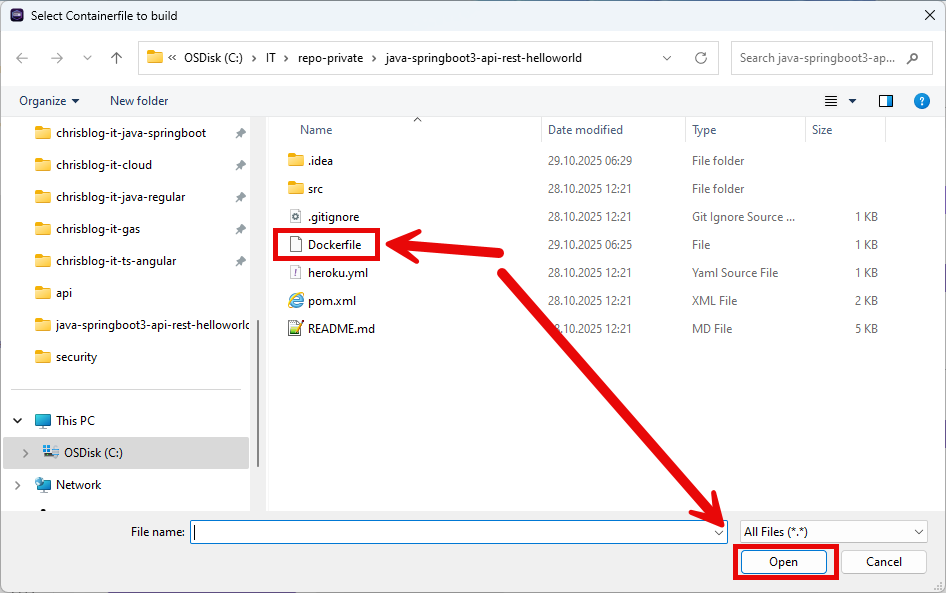 Select Containerfile to build
« OSDisk (C:) > IT > repo-private > java-springboot3-api-rest-helloworld
Search java-springboot3-ap...
Organize New folder
Name Date modified Type Size
chrisblog-it-java-springboot
chrisblog-it-cloud
chrisblog-it-java-regular
chrisblog-it-gas
chrisblog-it-ts-angular
api
java-springboot3-api-rest-helloworld
security
This PC
OSDisk (C:)
Network
.idea 29.10.2025 06:29 File folder
src 28.10.2025 12:21 File folder
.gitignore 28.10.2025 12:21 Git Ignore Source ... 1 KB
Dockerfile 29.10.2025 06:25 File 1 KB
heroku.yml 28.10.2025 12:21 Yaml Source File 1 KB
pom.xml 28.10.2025 12:21 XML File 2 KB
README.md 28.10.2025 12:21 MD File 5 KB
File name:
All Files (*.*)
Open Cancel